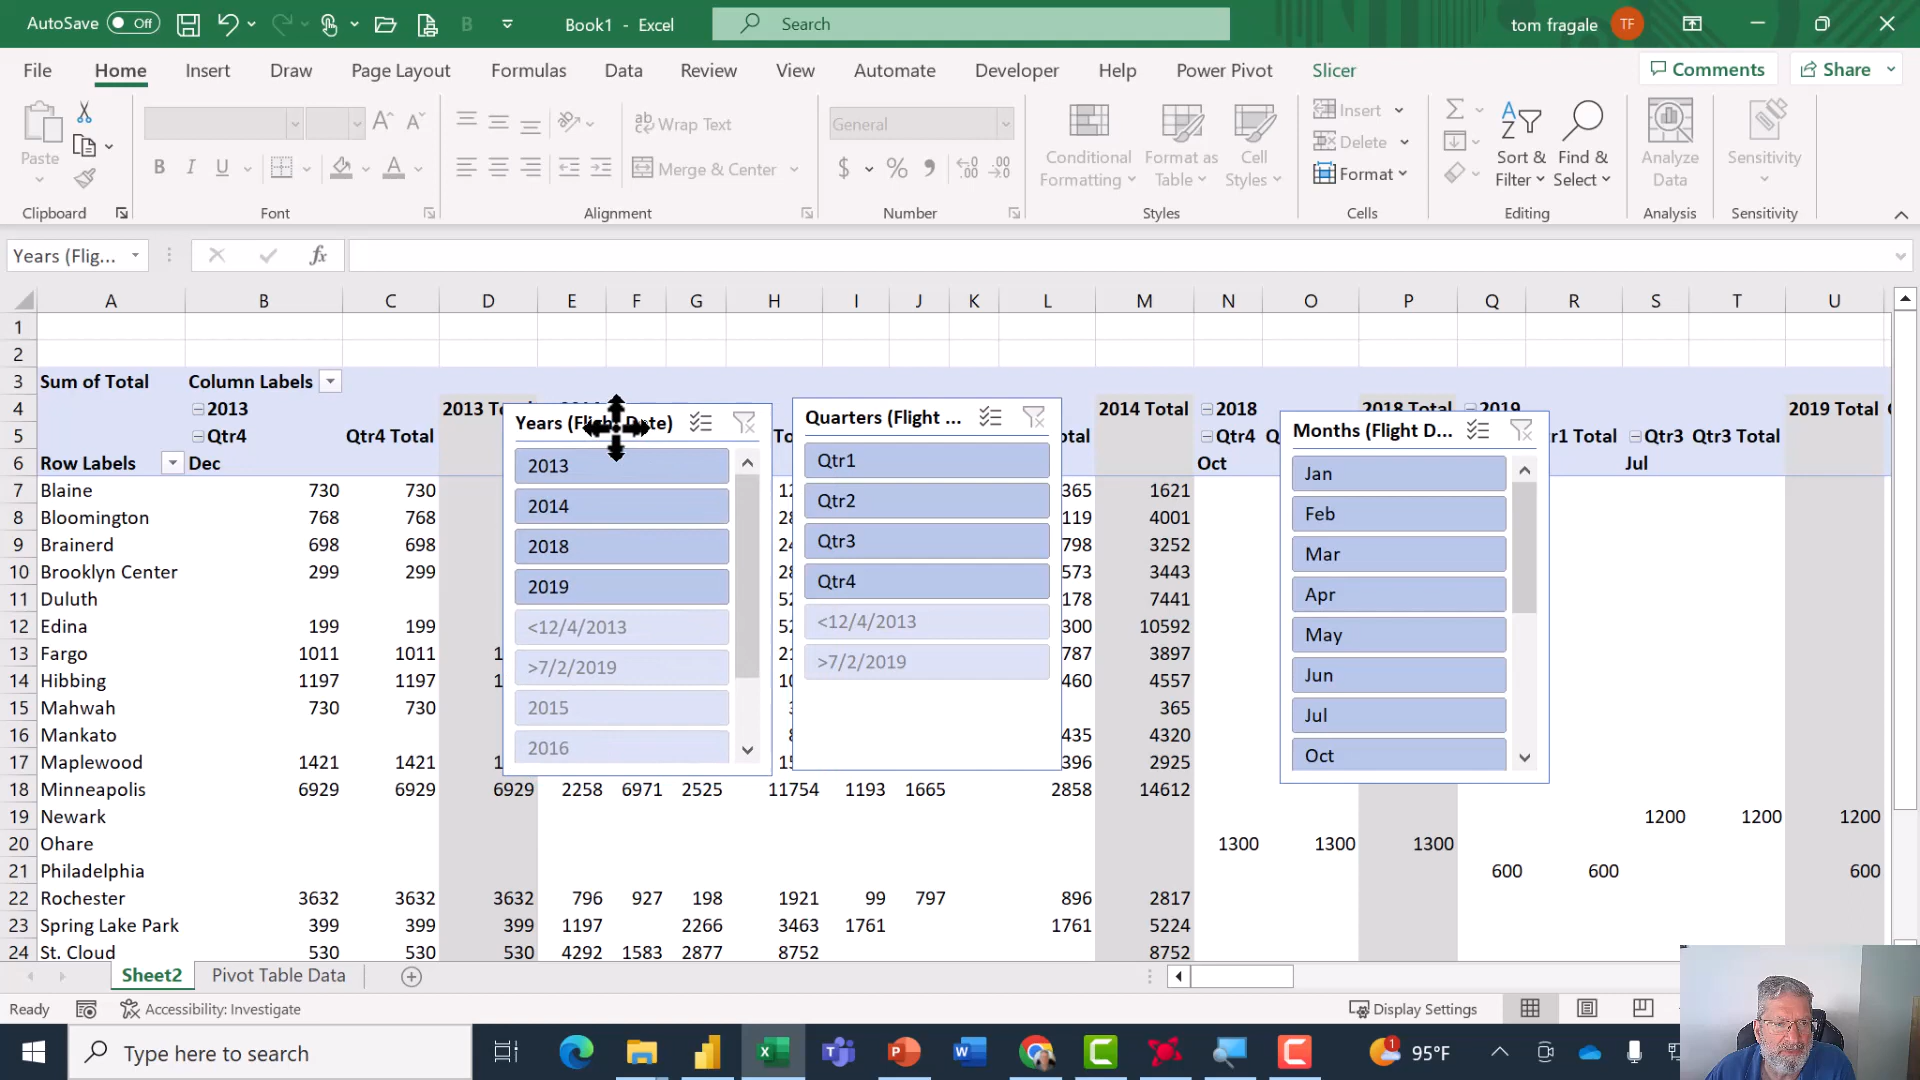 AutoSave Off Book1 - Excel Search tom fragale TF
File Home Insert Draw Page Layout Formulas Data Review View Automate Developer Help Power Pivot Slicer Comments Share
Paste
Clipboard
B I U
Font
ab Wrap Text
Merge & Center
Alignment
General
$ %
Number
Conditional Formatting
Format as Table
Cell Styles
Styles
Insert
Delete
Format
Cells
Sort & Filter
Find & Select
Editing
Analyze Data
Analysis
Sensitivity
Sensitivity
Years (Flig... fx
A B C D E F G H I J K L M N O P Q R S T U
1
2
3 Sum of Total Column Labels
4 2013 2014 Total 2018 2018 Total 2019 2019 Total
5 Qtr4 Qtr4 Total Qtr4 Qtr3 Qtr3 Total
6 Row Labels Dec Oct Jul
7 Blaine 730 730 365 1621
8 Bloomington 768 768 119 4001
9 Brainerd 698 698 798 3252
10 Brooklyn Center 299 299 573 3443
11 Duluth 178 7441
12 Edina 199 199 300 10592
13 Fargo 1011 1011 787 3897
14 Hibbing 1197 1197 460 4557
15 Mahwah 730 730 365
16 Mankato 435 4320
17 Maplewood 1421 1421 396 2925
18 Minneapolis 6929 6929 6929 2258 6971 2525 11754 1193 1665 2858 14612
19 Newark 1200 1200 1200
20 Ohare 1300 1300 1300
21 Philadelphia 600 600 600
22 Rochester 3632 3632 3632 796 927 198 1921 99 797 896 2817
23 Spring Lake Park 399 399 399 1197 2266 3463 1761 1761 5224
24 St. Cloud 530 530 530 4292 1583 2877 8752 8752
Years (Flight Date)
2013
2014
2018
2019
<12/4/2013
>7/2/2019
2015
2016
Quarters (Flight ...
Qtr1
Qtr2
Qtr3
Qtr4
<12/4/2013
>7/2/2019
Months (Flight D...
Jan
Feb
Mar
Apr
May
Jun
Jul
Oct
Sheet2 Pivot Table Data
Ready Accessibility: Investigate Display Settings
Type here to search 1 95°F